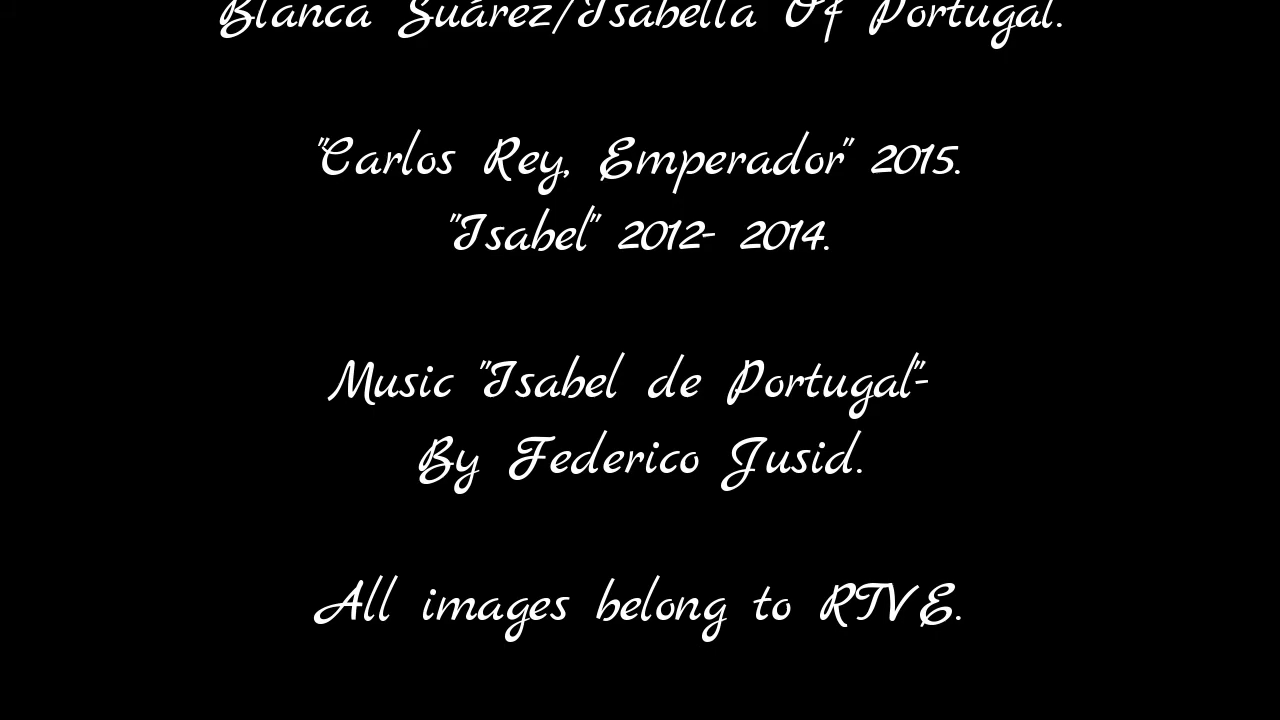 Blanca Suárez/Isabella Of Portugal.
"Carlos Rey, Emperador" 2015.
"Isabel" 2012- 2014.
Music "Isabel de Portugal"-
By Federico Jusid.
All images belong to RTVE.